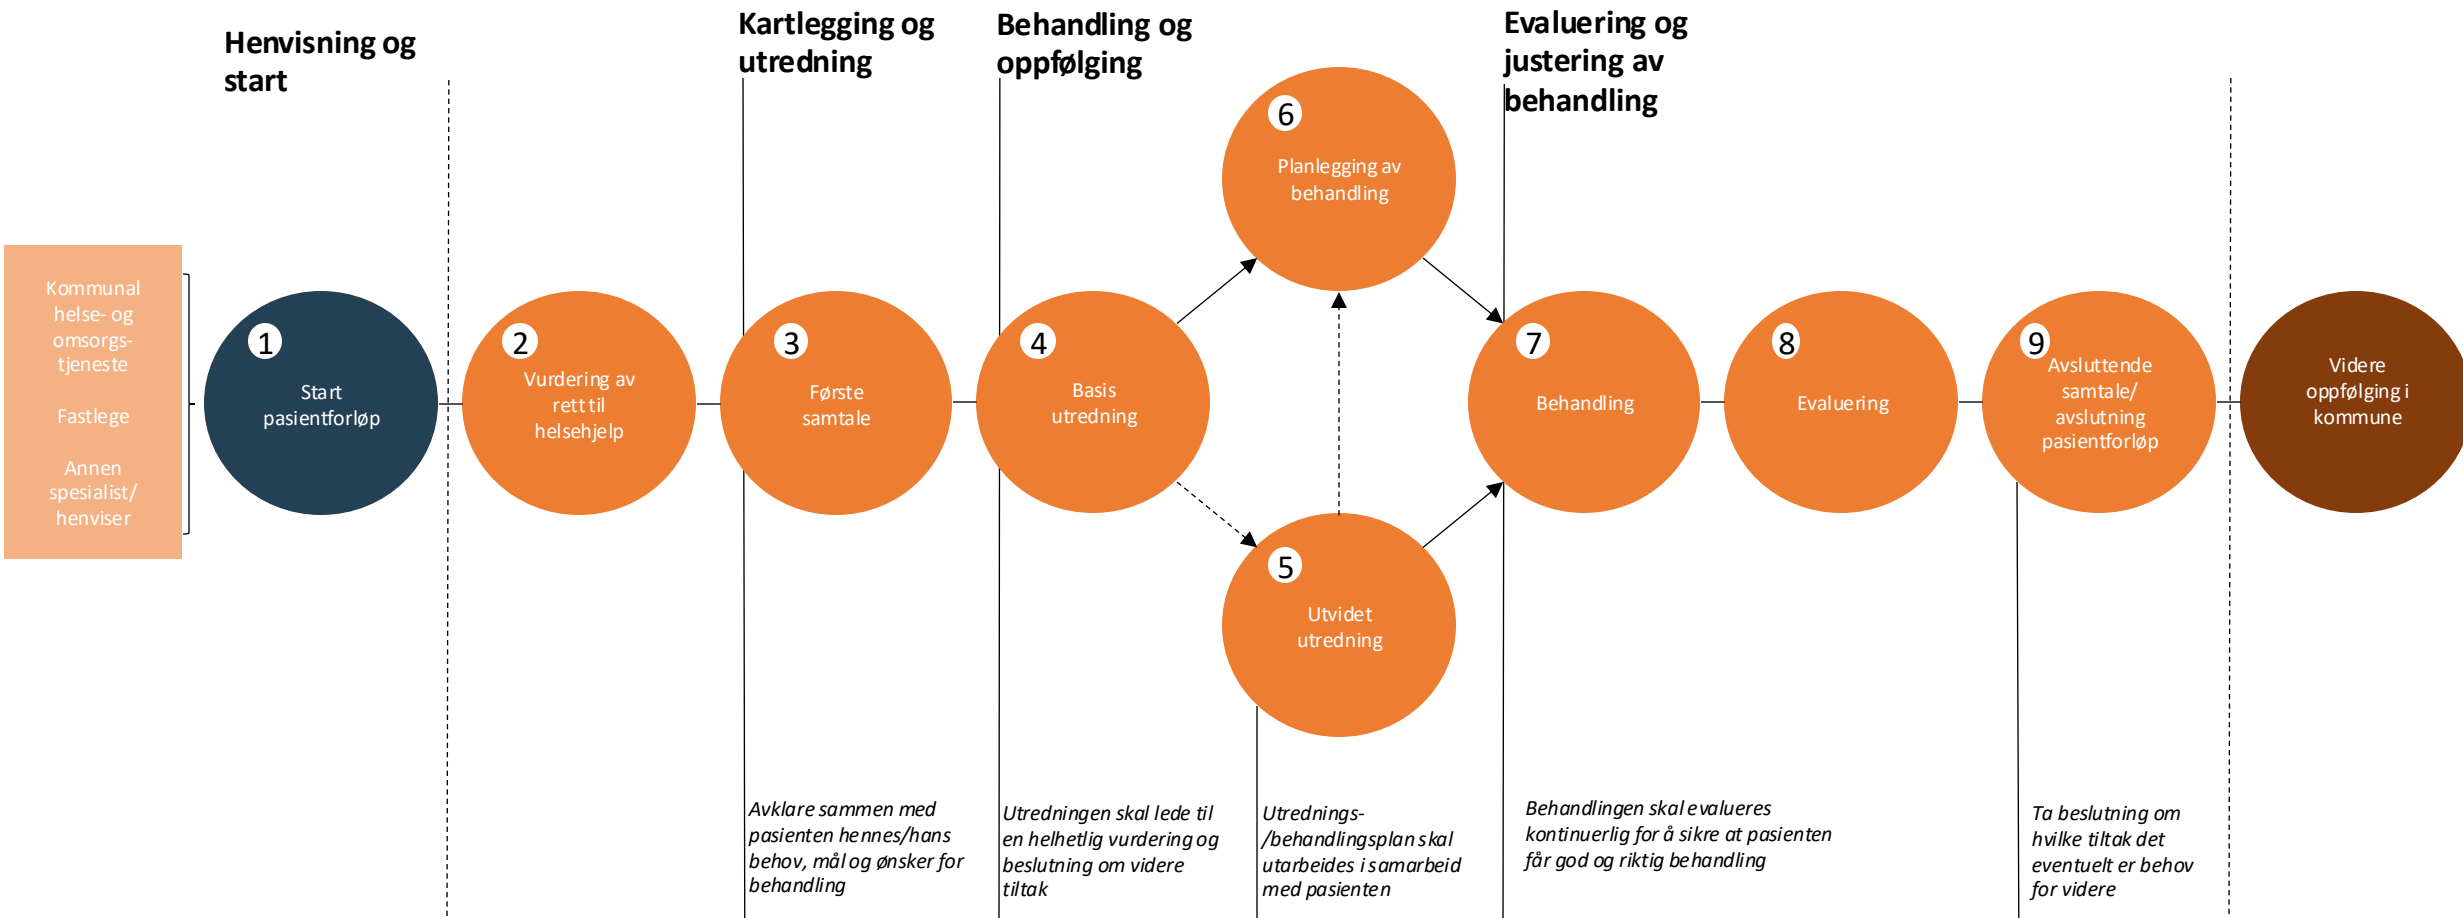 Henvisning og
start
Kartlegging og
utredning
Behandling og
oppfølging
Evaluering og
justering av
behandling
Kommunal
helse- og
omsorgs-
tjeneste
Fastlege
Annen
spesialist/
henviser
1
Start
pasientforløp
2
Vurdering av
rett til
helsehjelp
3
Første
samtale
4
Basis
utredning
5
Utvidet
utredning
6
Planlegging av
behandling
7
Behandling
8
Evaluering
9
Avsluttende
samtale/
avslutning
pasientforløp
Videre
oppfølging i
kommune
Avklare sammen med
pasienten hennes/hans
behov, mål og ønsker for
behandling
Utredningen skal lede til
en helhetlig vurdering og
beslutning om videre
tiltak
Utrednings-
/behandlingsplan skal
utarbeides i samarbeid
med pasienten
Behandlingen skal evalueres
kontinuerlig for å sikre at pasienten
får god og riktig behandling
Ta beslutning om
hvilke tiltak det
eventuelt er behov
for videre